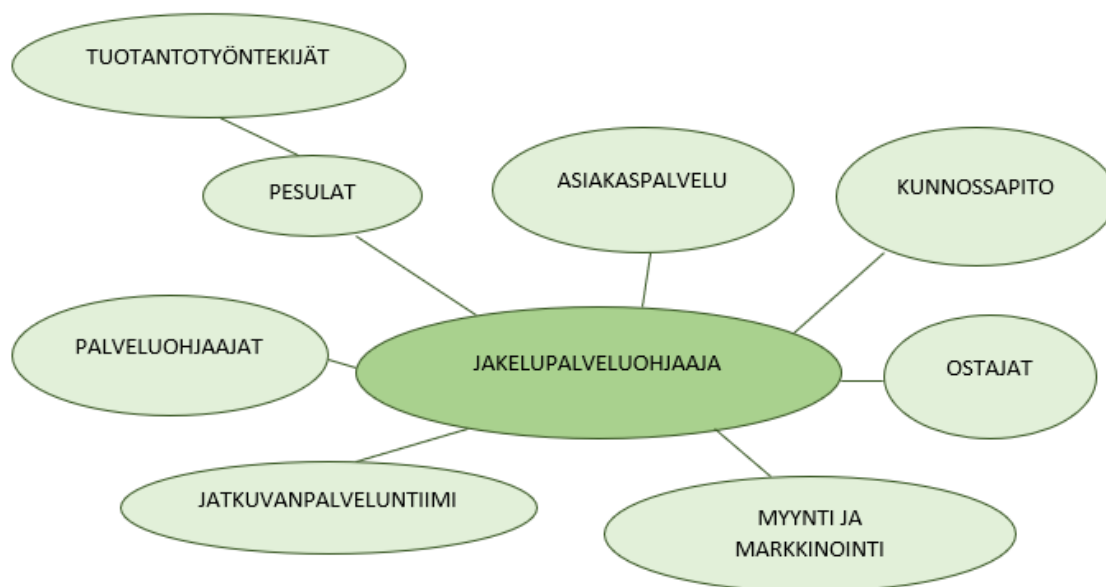 TUOTANTOTYÖNTEKIJÄT
PESULAT
ASIAKASPALVELU
KUNNOSSAPITO
PALVELUOHJAAJAT
JAKELUPALVELUOHJAAJA
OSTAJAT
JATKUVANPALVELUNTIIMI
MYYNTI JA
MARKKINOINTI